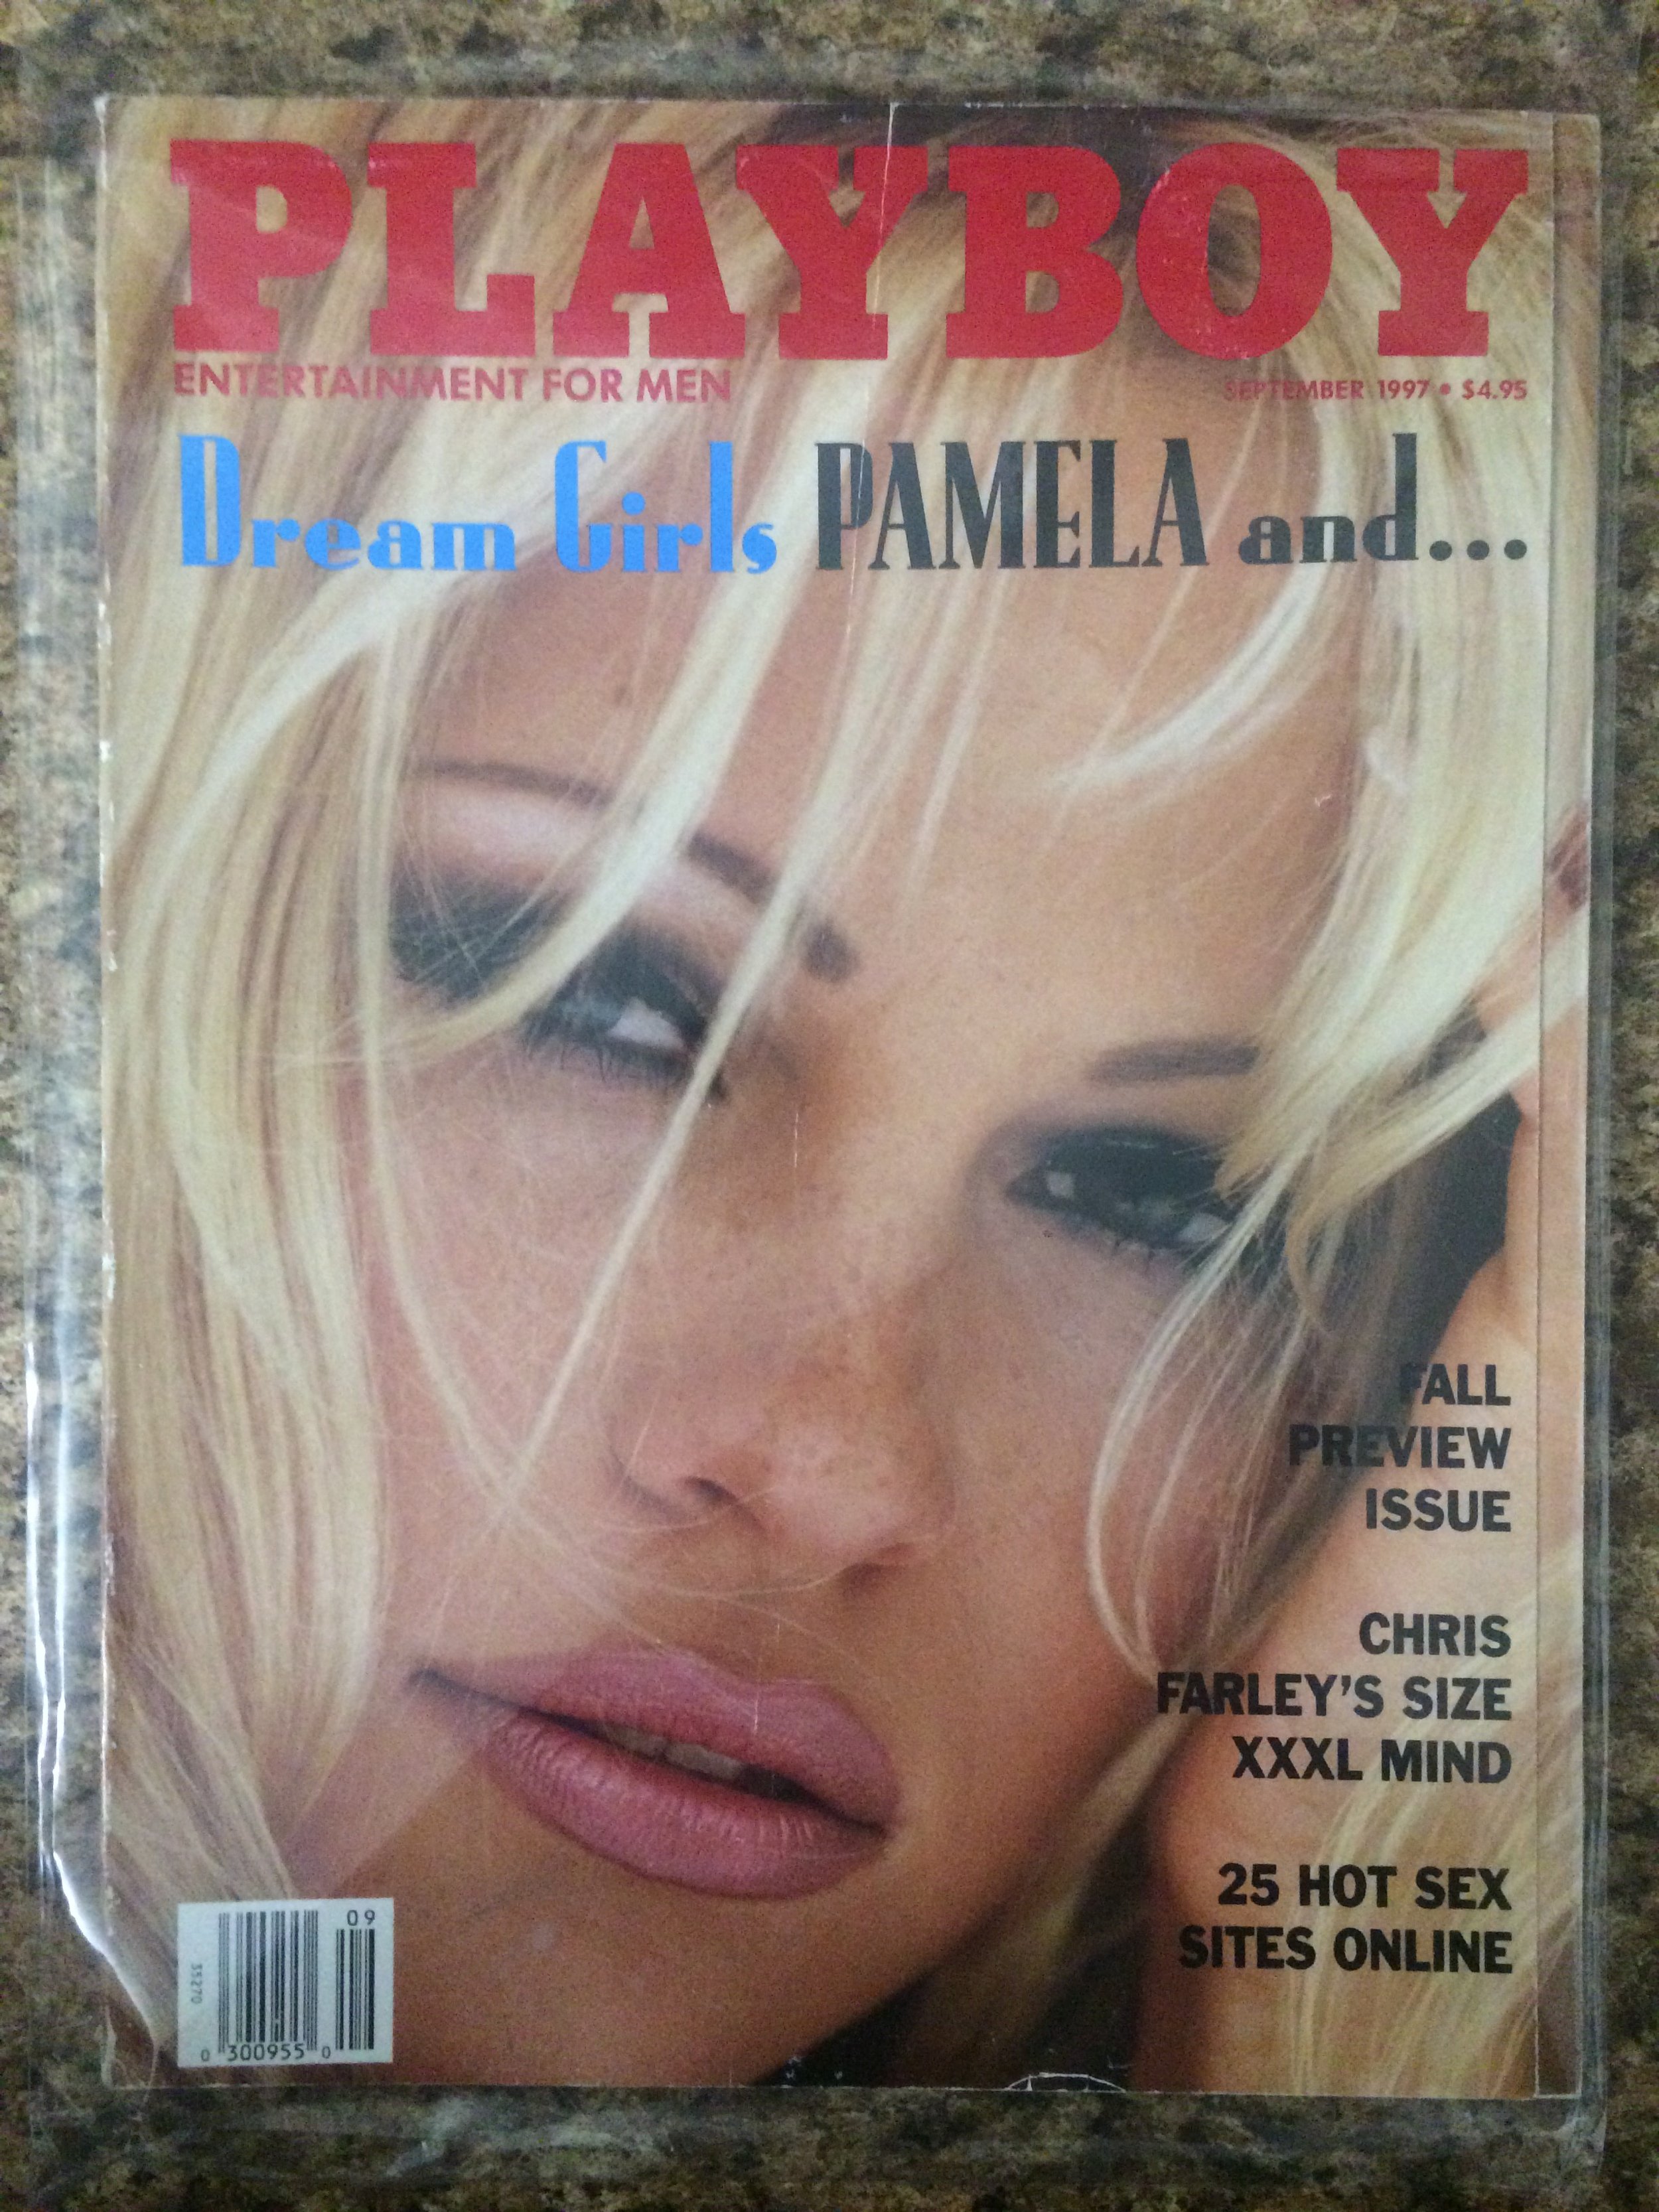 PLAYBOY
ENTERTAINMENT FOR MEN
SEPTEMBER 1997 • $4.95
Dream Girls PAMELA and...
FALL
PREVIEW
ISSUE
CHRIS
FARLEY'S SIZE
XXXL MIND
25 HOT SEX
SITES ONLINE
09
35270
0 300955 0